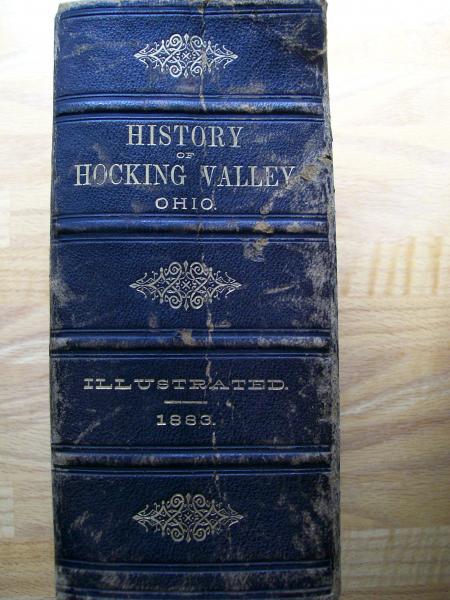 HISTORY
OF
HOCKING VALLEY
OHIO.
ILLUSTRATED.
1883.